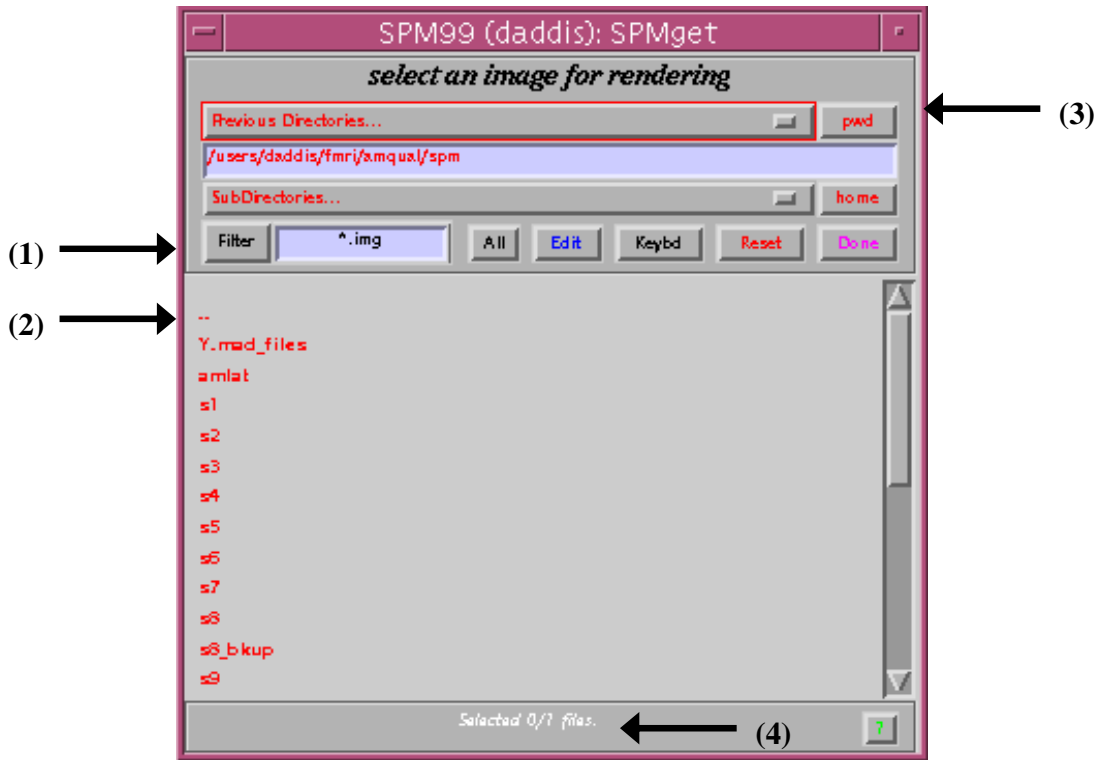 SPM99 (daddis): SPMget
select an image for rendering
Previous Directories... pwd
(3)
/users/daddis/fmri/amqual/spm
SubDirectories... home
(1)
Filter *.img All Edit Keybd Reset Done
(2)
..
Y.mad_files
amlat
s1
s2
s3
s4
s5
s6
s7
s8
s8_bkup
s9
Selected 0/1 files.
(4)
?